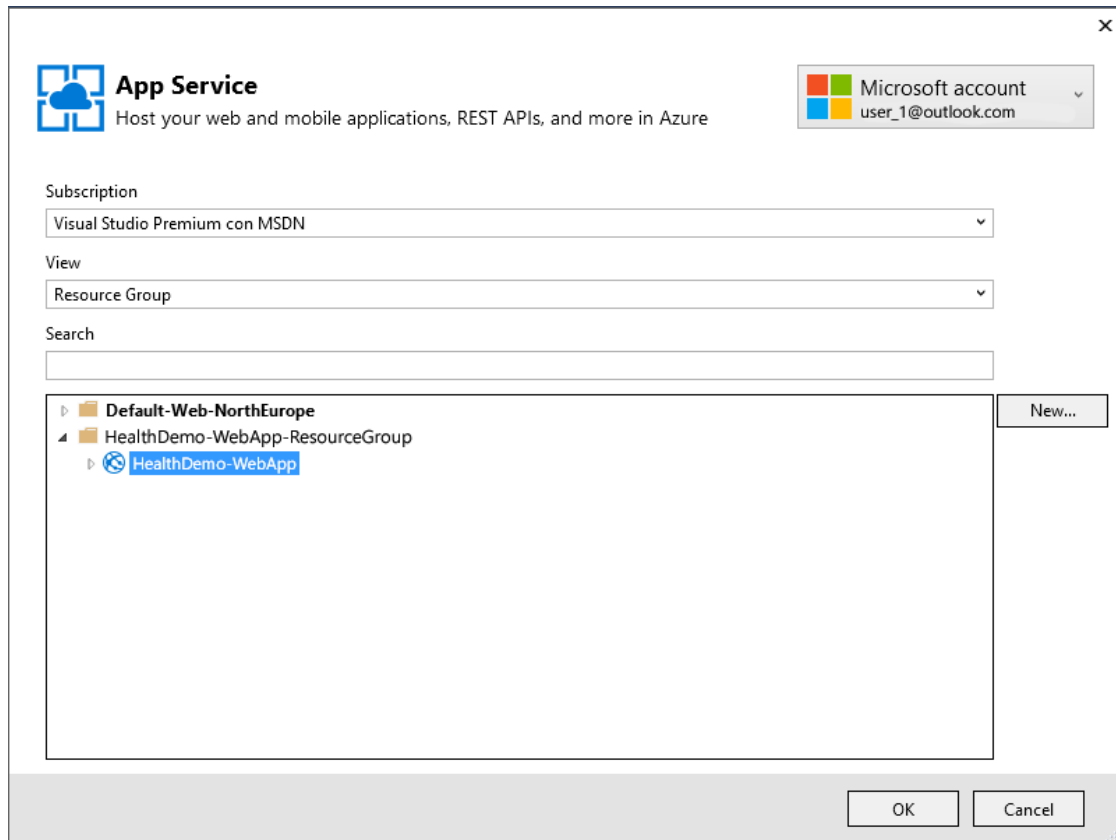 App Service
Host your web and mobile applications, REST APIs, and more in Azure
Microsoft account
user_1@outlook.com
Subscription
Visual Studio Premium con MSDN
View
Resource Group
Search
Default-Web-NorthEurope
New...
HealthDemo-WebApp-ResourceGroup
HealthDemo-WebApp
OK
Cancel